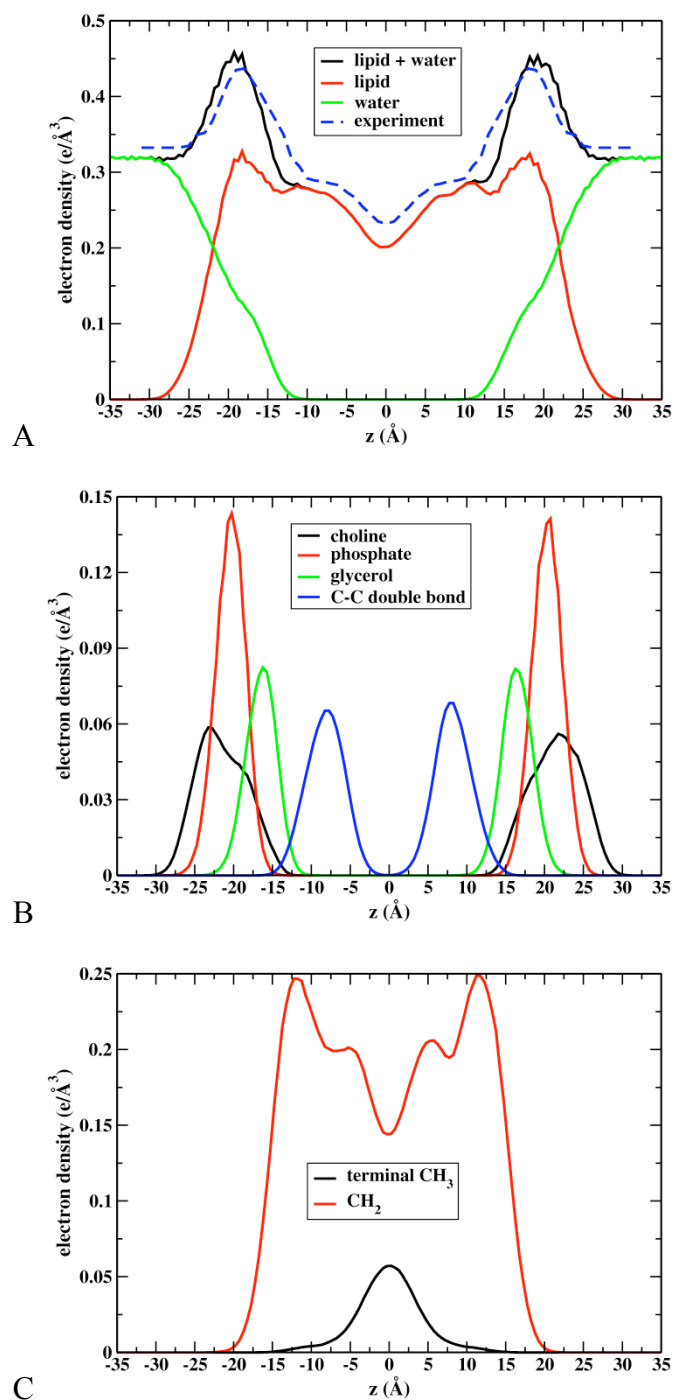 0.5
0.4
0.3
0.2
0.1
0
electron density (e/Å³)
lipid + water
lipid
water
experiment
-35 -30 -25 -20 -15 -10 -5 0 5 10 15 20 25 30 35
z (Å)
A
0.15
0.12
0.09
0.06
0.03
0
electron density (e/Å³)
choline
phosphate
glycerol
C-C double bond
-35 -30 -25 -20 -15 -10 -5 0 5 10 15 20 25 30 35
z (Å)
B
0.25
0.2
0.15
0.1
0.05
0
electron density (e/Å³)
terminal CH₃
CH₂
-35 -30 -25 -20 -15 -10 -5 0 5 10 15 20 25 30 35
z (Å)
C